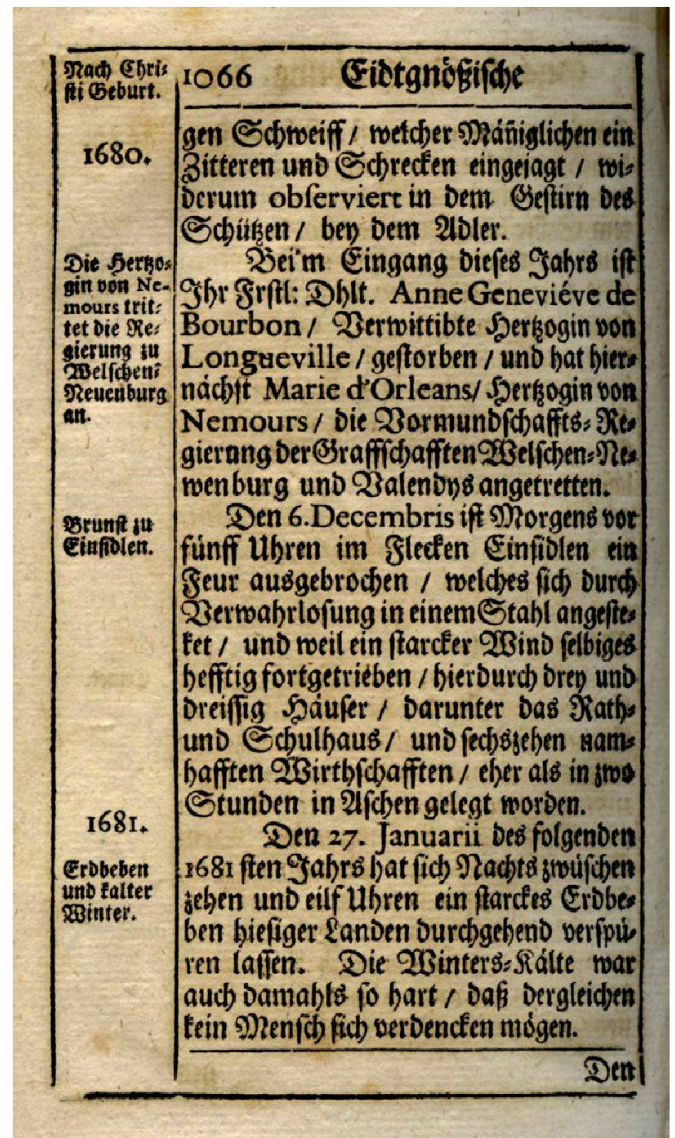 Nach Chri⸗
sti Geburt.
1066 Eidtgnößische
1680.
gen Schweiff / welcher Mäñiglichen ein
Zitteren und Schrecken eingejagt / wi⸗
derum observiert in dem Gestirn des
Schützen / bey dem Adler.
Die Hertzo⸗
gin von Ne⸗
mours trit⸗
tet die Re⸗
gierung zu
Welschen⸗
Neuenburg
an.
Bei'm Eingang dieses Jahrs ist
Ihr Frstl: Dhlt. Anne Geneviéve de
Bourbon / Verwittibte Hertzogin von
Longueville / gestorben / und hat hier⸗
nächst Marie d'Orleans / Hertzogin von
Nemours / die Vormundschaffts⸗Re⸗
gierung der Graffschafften Welschen⸗Ne⸗
wenburg und Valendys angetretten.
Brunst zu
Einsidlen.
Den 6. Decembris ist Morgens vor
fünff Uhren im Flecken Einsidlen ein
Feur ausgebrochen / welches sich durch
Verwahrlosung in einem Stahl angeste⸗
ket / und weil ein starcker Wind selbiges
hefftig fortgetrieben / hierdurch drey und
dreissig Häuser / darunter das Rath⸗
und Schulhaus / und sechszehen nam⸗
hafften Wirthschafften / eher als in zwo
Stunden in Aschen gelegt worden.
1681.
Erdbeben
und kalter
Winter.
Den 27. Januarii des folgenden
1681 sten Jahrs hat sich Nachts zwüschen
zehen und eilf Uhren ein starckes Erdbe⸗
ben hiesiger Landen durchgehend verspü⸗
ren lassen. Die Winters⸗Kälte war
auch damahls so hart / daß dergleichen
kein Mensch sich verdencken mögen.
Den